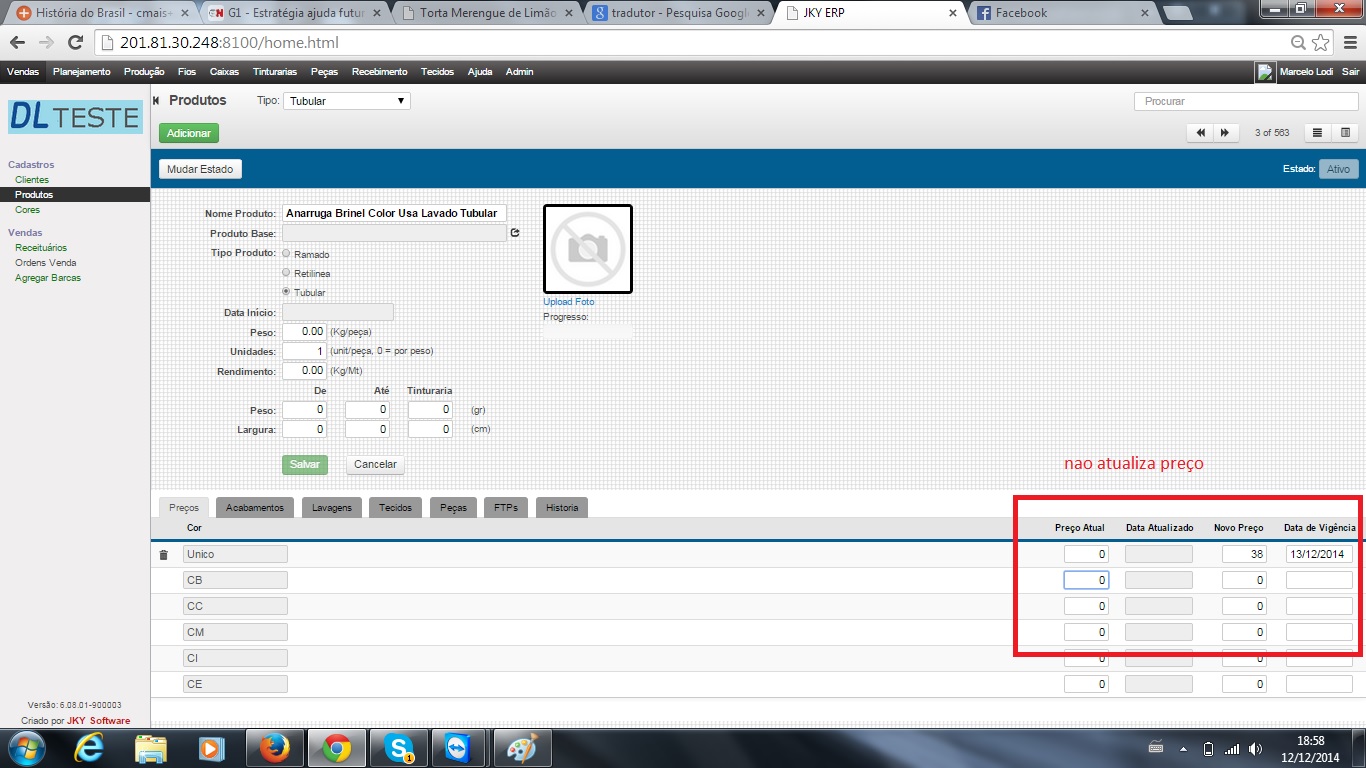 História do Brasil - cmais+
G1 - Estratégia ajuda futur
Torta Merengue de Limão
tradutor - Pesquisa Google
JKY ERP
Facebook
201.81.30.248:8100/home.html
Vendas Planejamento Produção Fios Caixas Tinturarias Peças Recebimento Tecidos Ajuda Admin
Marcelo Lodi Sair
DL TESTE
Produtos
Tipo: Tubular
Procurar
Adicionar
3 of 563
Mudar Estado
Estado: Ativo
Cadastros
Clientes
Produtos
Cores
Vendas
Receituários
Ordens Venda
Agregar Barcas
Nome Produto: Anarruga Brinel Color Usa Lavado Tubular
Produto Base:
Tipo Produto: Ramado
Retilinea
Tubular
Data Inicio:
Peso: 0.00 (Kg/peça)
Unidades: 1 (unit/peça, 0 = por peso)
Rendimento: 0.00 (Kg/Mt)
De Até Tinturaria
Peso: 0 0 0 (gr)
Largura: 0 0 0 (cm)
Upload Foto
Progresso:
Salvar Cancelar
nao atualiza preço
Preços Acabamentos Lavagens Tecidos Peças FTPs Historia
Cor Preço Atual Data Atualizado Novo Preço Data de Vigência
Unico 0 38 13/12/2014
CB 0 0
CC 0 0
CM 0 0
CI 0 0
CE 0 0
Versão: 6.08.01-900003
Criado por JKY Software
1
18:58
12/12/2014